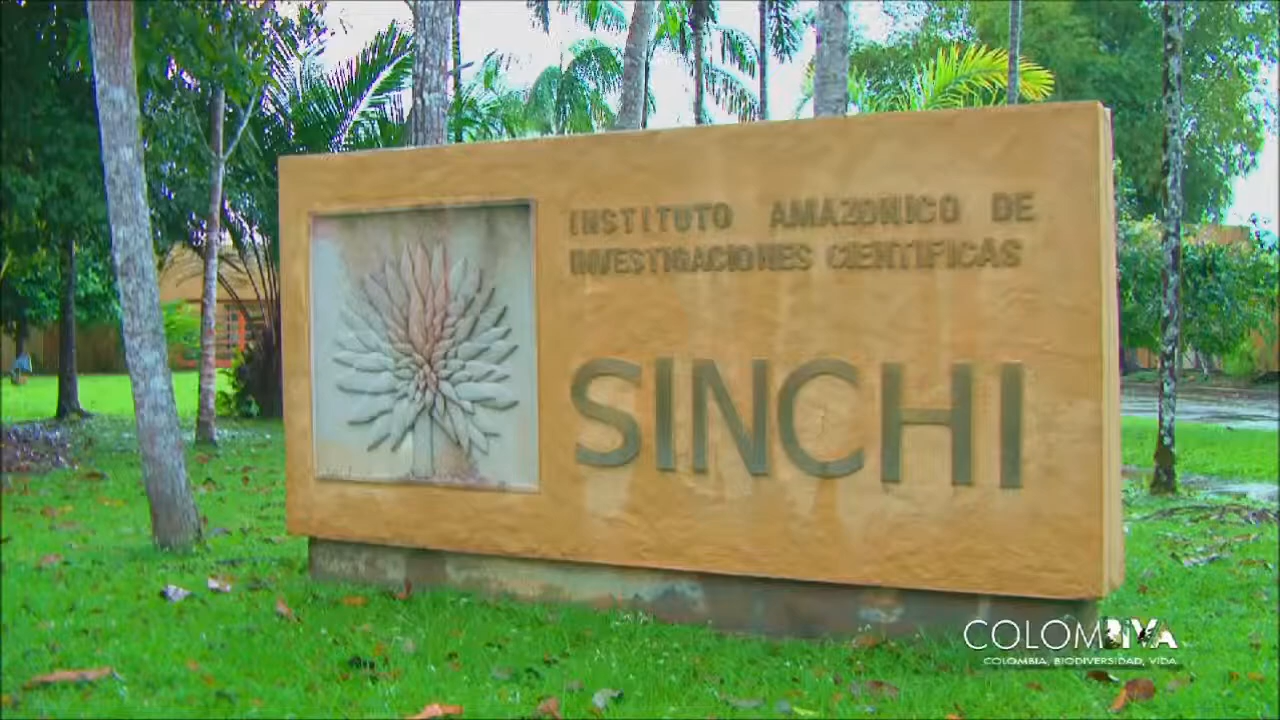 INSTITUTO AMAZONICO DE
INVESTIGACIONES CIENTIFICAS
SINCHI
COLOMBIVA
COLOMBIA, BIODIVERSIDAD, VIDA